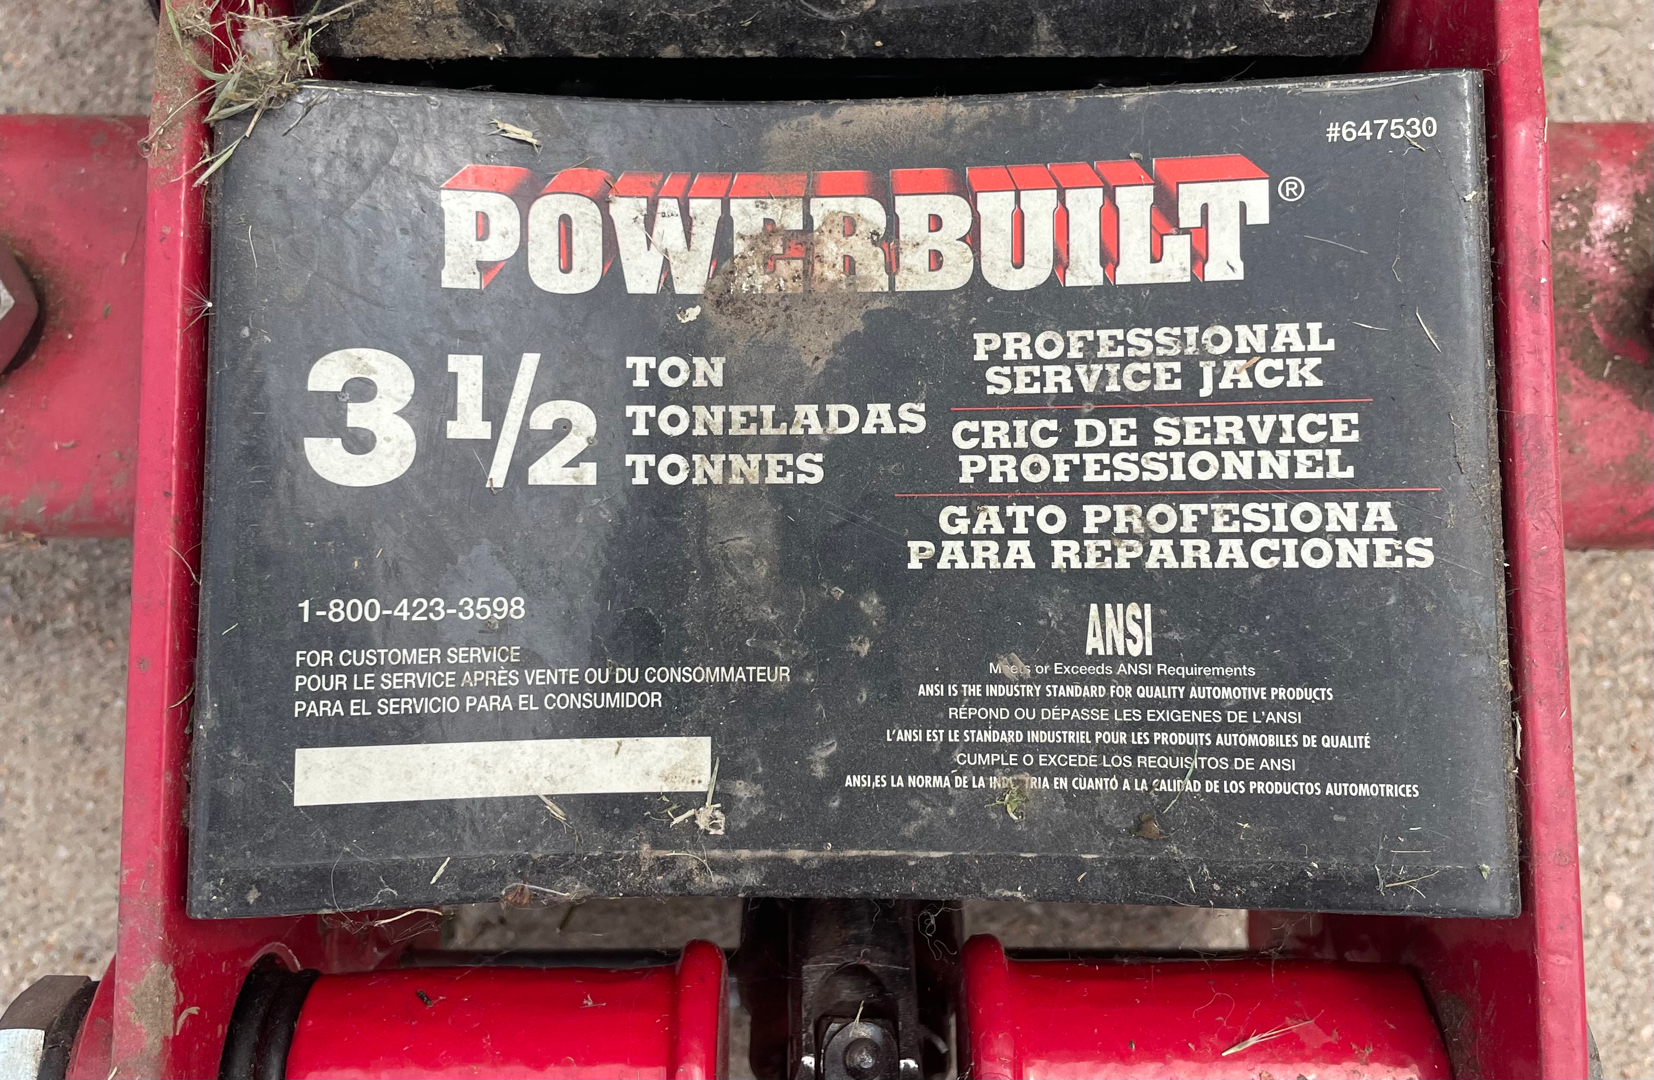 #647530
POWERBUILT®
3 1/2
TON
TONELADAS
TONNES
PROFESSIONAL
SERVICE JACK
CRIC DE SERVICE
PROFESSIONNEL
GATO PROFESIONA
PARA REPARACIONES
1-800-423-3598
FOR CUSTOMER SERVICE
POUR LE SERVICE APRÈS VENTE OU DU CONSOMMATEUR
PARA EL SERVICIO PARA EL CONSUMIDOR
ANSI
Meets or Exceeds ANSI Requirements
ANSI IS THE INDUSTRY STANDARD FOR QUALITY AUTOMOTIVE PRODUCTS
RÉPOND OU DÉPASSE LES EXIGENES DE L'ANSI
L'ANSI EST LE STANDARD INDUSTRIEL POUR LES PRODUITS AUTOMOBILES DE QUALITÉ
CUMPLE O EXCEDE LOS REQUISITOS DE ANSI
ANSI,ES LA NORMA DE LA INDUSTRIA EN CUANTO A LA CALIDAD DE LOS PRODUCTOS AUTOMOTRICES